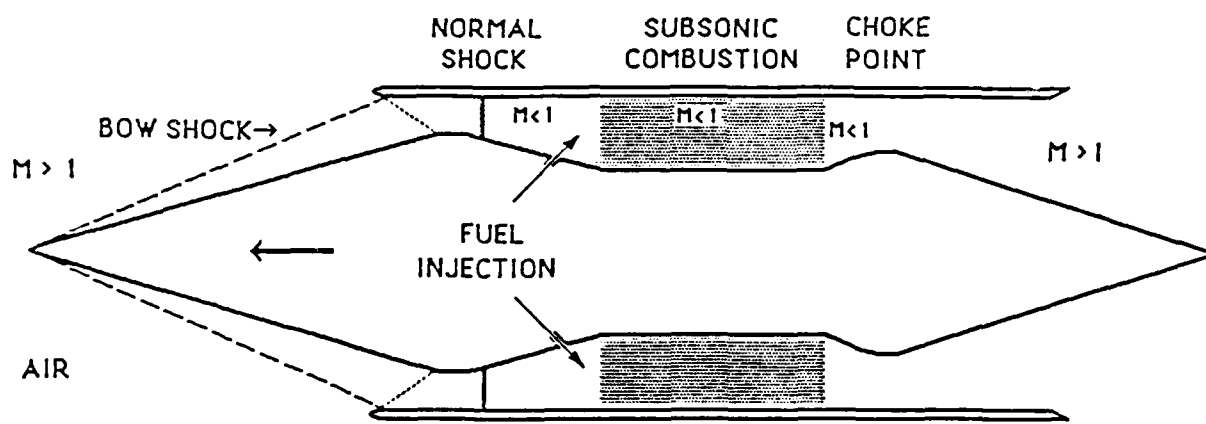 NORMAL SHOCK
SUBSONIC COMBUSTION
CHOKE POINT
BOW SHOCK→
M<1
M<1
M<1
M > 1
M > 1
FUEL INJECTION
AIR